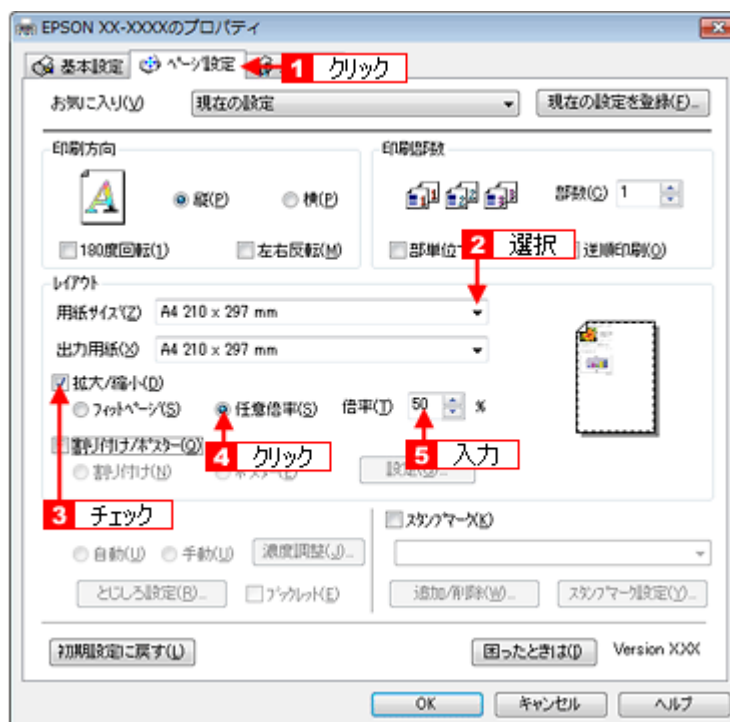 EPSON XX-XXXXのプロパティ
基本設定 ページ設定
1 クリック
お気に入り(V) 現在の設定 現在の設定を登録(F)...
印刷方向
縦(P) 横(P)
180度回転(1) 左右反転(M)
印刷部数
部数(C) 1
部単位 逆順印刷(O)
2 選択
レイアウト
用紙サイズ(Z) A4 210 x 297 mm
出力用紙(X) A4 210 x 297 mm
拡大/縮小(D)
フィットページ(S) 任意倍率(S) 倍率(T) 50 %
割り付け/ポスター(Q)
4 クリック
5 入力
割り付け(N)
3 チェック
自動(U) 手動(U) 濃度調整(J)...
とじしろ設定(R)... ブックレット(E)
スタンプマーク(K)
追加/削除(W)... スタンプマーク設定(Y)...
初期設定に戻す(L) 困ったときは(I) Version X.XX
OK キャンセル ヘルプ